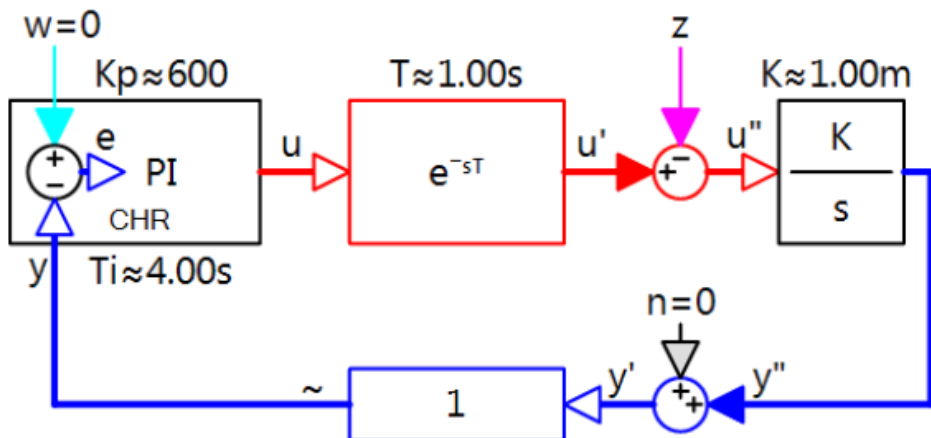 w=0
z
Kp≈600
T≈1.00s
K≈1.00m
+
e
−
PI
CHR
u
e⁻ˢᵀ
u'
−
+
u"
K
s
y
Ti≈4.00s
n=0
~
1
y'
+
+
y"